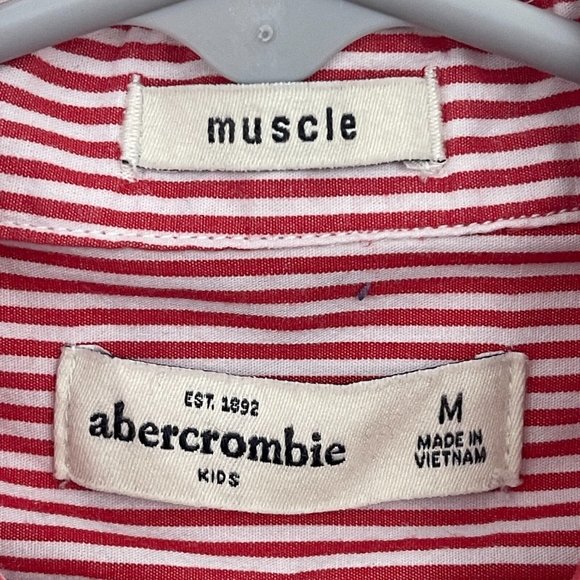 muscle
EST. 1892
abercrombie
KIDS
M
MADE IN
VIETNAM